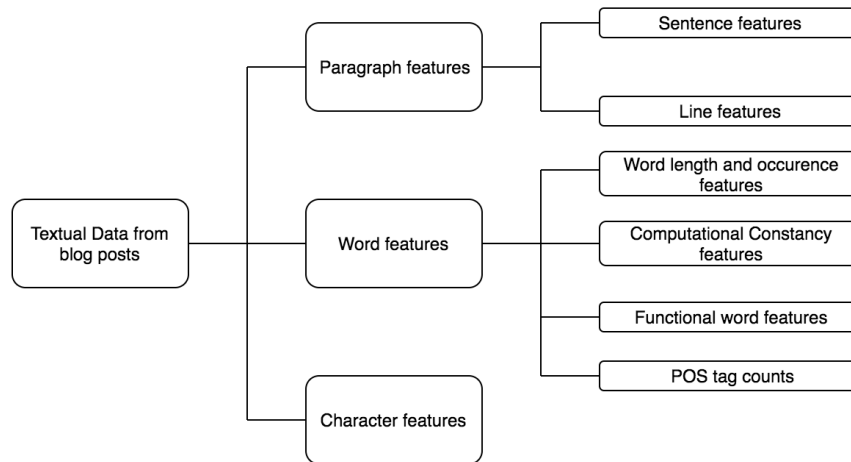 Sentence features
Paragraph features
Line features
Word length and occurence
features
Textual Data from
blog posts
Word features
Computational Constancy
features
Functional word features
POS tag counts
Character features